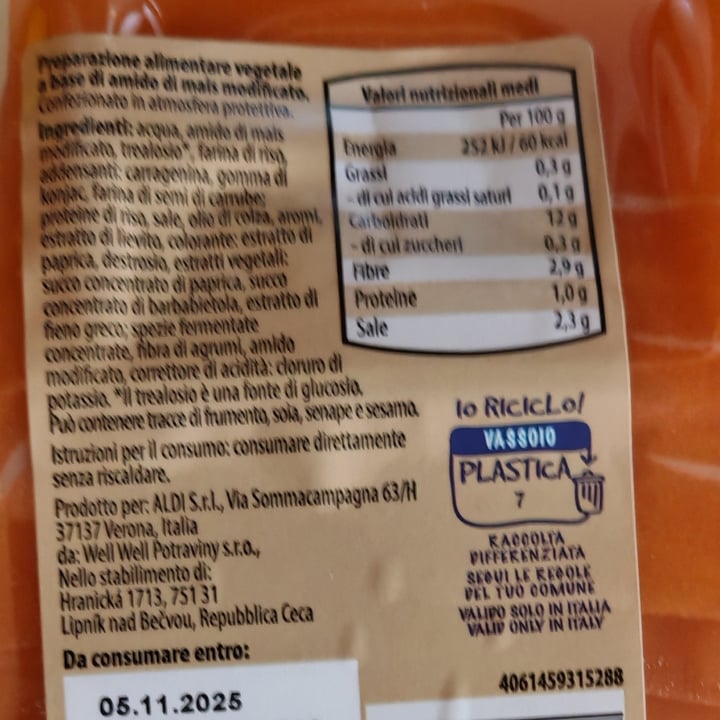 Preparazione alimentare vegetale
a base di amido di mais modificato.
Confezionato in atmosfera protettiva.
Ingredienti: acqua, amido di mais
modificato, trealosio*, farina di riso,
addensanti: carragenina, gomma di
konjac, farina di semi di carrube;
proteine di riso, sale, olio di colza, aromi,
estratto di lievito, colorante: estratto di
paprica, destrosio, estratti vegetali:
succo concentrato di paprica, succo
concentrato di barbabietola, estratto di
fieno greco; spezie fermentate
concentrate, fibra di agrumi, amido
modificato, correttore di acidità: cloruro di
potassio. *Il trealosio è una fonte di glucosio.
Può contenere tracce di frumento, soia, senape e sesamo.
Istruzioni per il consumo: consumare direttamente
senza riscaldare.
Prodotto per: ALDI S.r.l., Via Sommacampagna 63/H
37137 Verona, Italia
da: Well Well Potraviny s.r.o.,
Nello stabilimento di:
Hranická 1713, 751 31
Lipník nad Bečvou, Repubblica Ceca
Da consumare entro:
05.11.2025
Valori nutrizionali medi
Per 100 g
Energia 252 kJ / 60 kcal
Grassi 0,3 g
- di cui acidi grassi saturi 0,1 g
Carboidrati 12 g
- di cui zuccheri 0,3 g
Fibre 2,9 g
Proteine 1,0 g
Sale 2,3 g
Io RICICLO!
VASSOIO
PLASTICA
7
RACCOLTA
DIFFERENZIATA
SEGUI LE REGOLE
DEL TUO COMUNE
VALIDO SOLO IN ITALIA
VALID ONLY IN ITALY
4061459315288